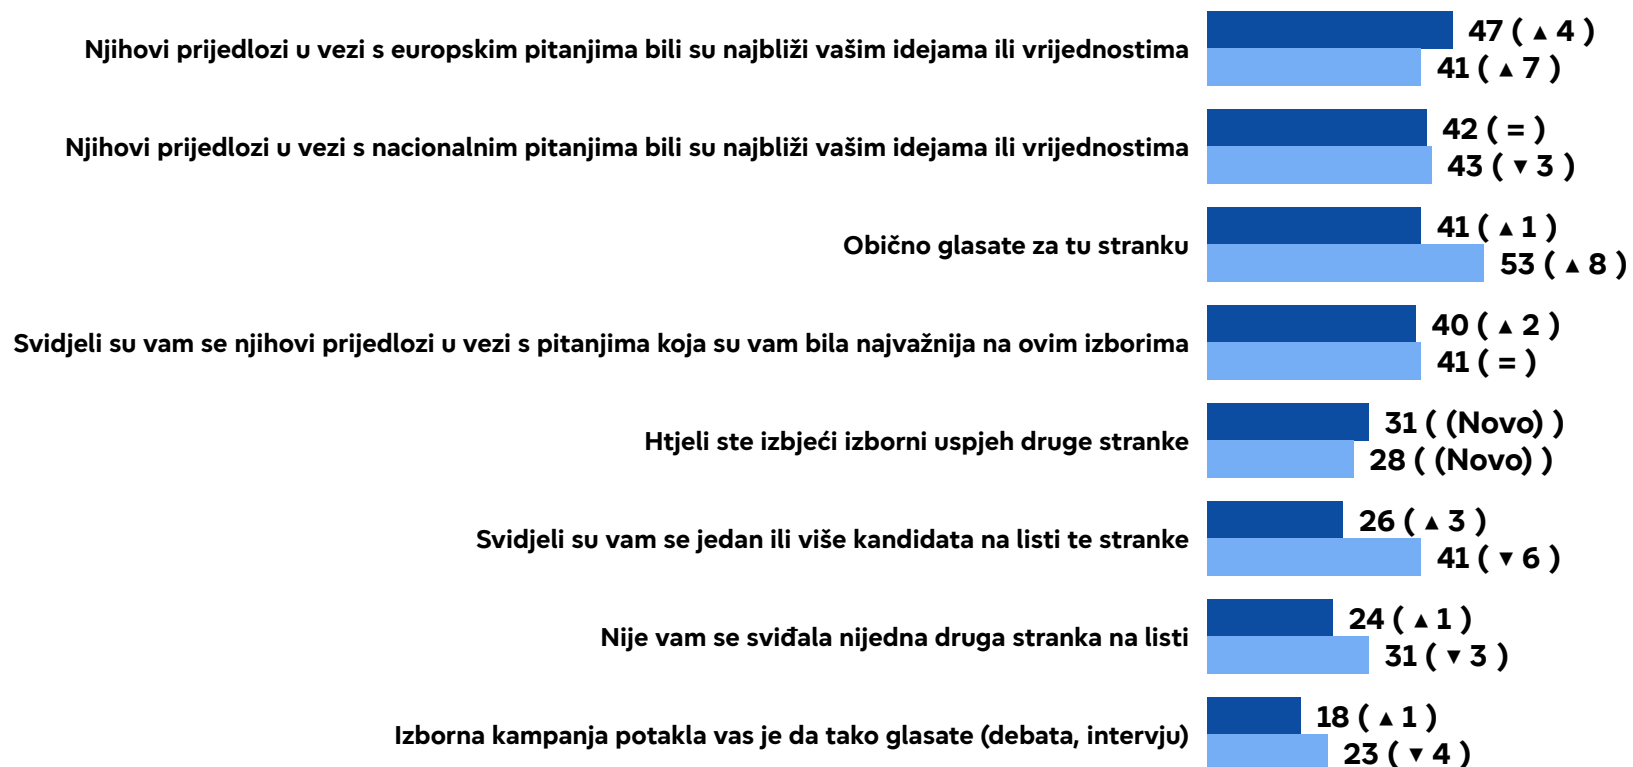 Njihovi prijedlozi u vezi s europskim pitanjima bili su najbliži vašim idejama ili vrijednostima
47 ( ▲ 4 )
41 ( ▲ 7 )
Njihovi prijedlozi u vezi s nacionalnim pitanjima bili su najbliži vašim idejama ili vrijednostima
42 ( = )
43 ( ▼ 3 )
Obično glasate za tu stranku
41 ( ▲ 1 )
53 ( ▲ 8 )
Svidjeli su vam se njihovi prijedlozi u vezi s pitanjima koja su vam bila najvažnija na ovim izborima
40 ( ▲ 2 )
41 ( = )
Htjeli ste izbjeći izborni uspjeh druge stranke
31 ( (Novo) )
28 ( (Novo) )
Svidjeli su vam se jedan ili više kandidata na listi te stranke
26 ( ▲ 3 )
41 ( ▼ 6 )
Nije vam se sviđala nijedna druga stranka na listi
24 ( ▲ 1 )
31 ( ▼ 3 )
Izborna kampanja potakla vas je da tako glasate (debata, intervju)
18 ( ▲ 1 )
23 ( ▼ 4 )